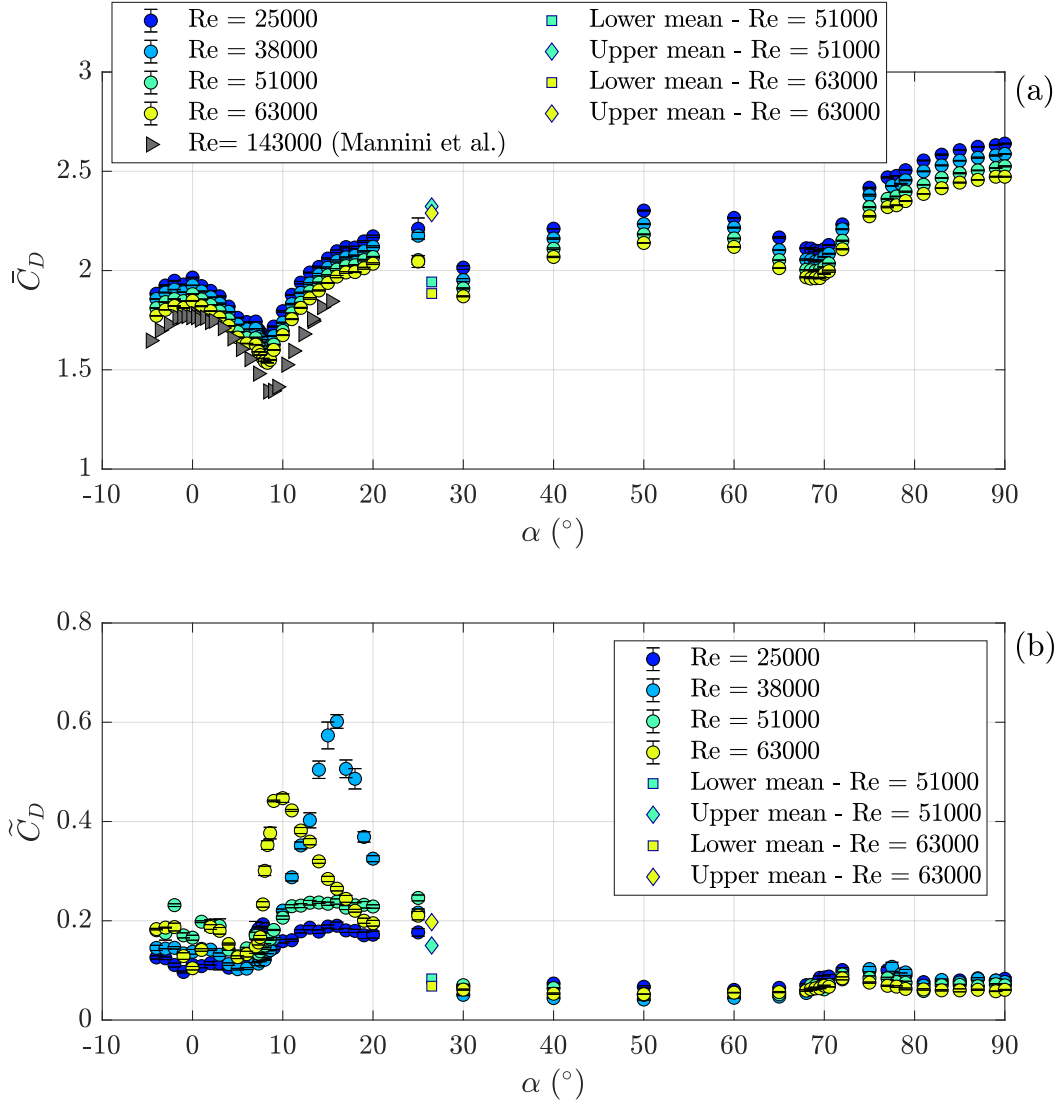 Re = 25000
Re = 38000
Re = 51000
Re = 63000
Re= 143000 (Mannini et al.)
Lower mean - Re = 51000
Upper mean - Re = 51000
Lower mean - Re = 63000
Upper mean - Re = 63000
(a)
3
2.5
2
1.5
1
C̄_D
-10 0 10 20 30 40 50 60 70 80 90
α (°)
(b)
0.8
0.6
0.4
0.2
0
C̃_D
Re = 25000
Re = 38000
Re = 51000
Re = 63000
Lower mean - Re = 51000
Upper mean - Re = 51000
Lower mean - Re = 63000
Upper mean - Re = 63000
-10 0 10 20 30 40 50 60 70 80 90
α (°)